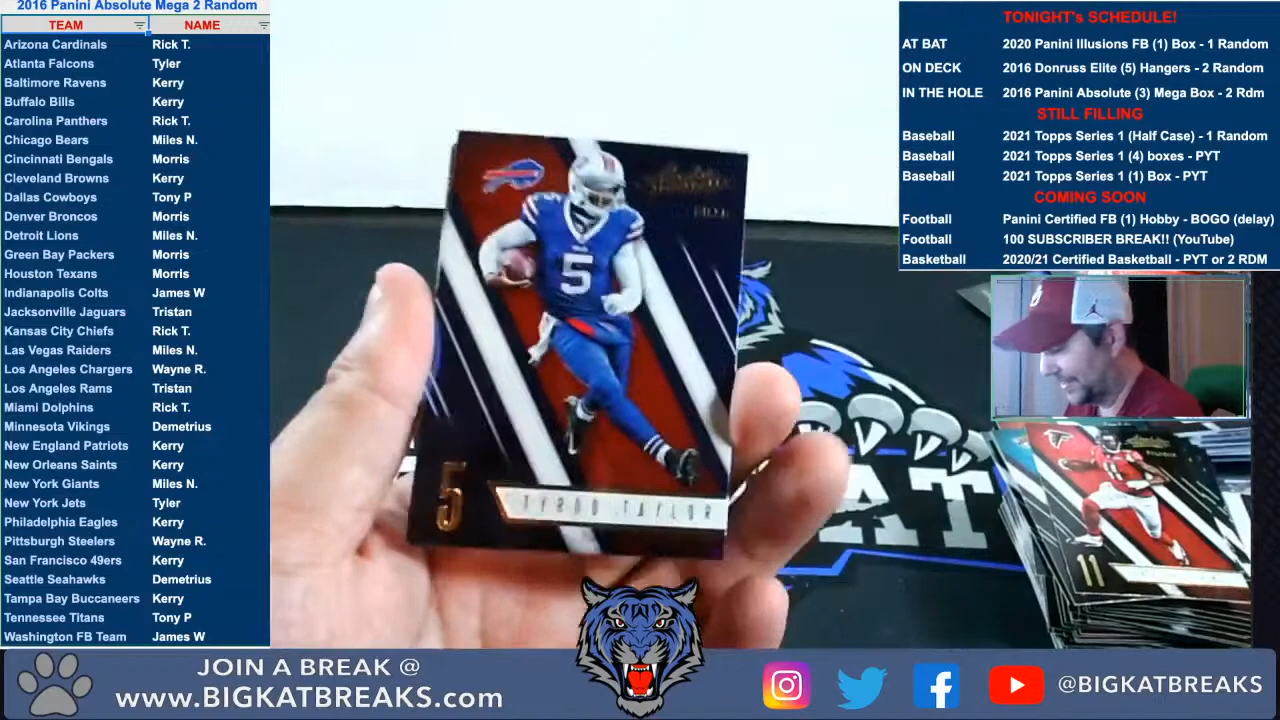 2016 Panini Absolute Mega 2 Random
TEAM NAME
Arizona Cardinals Rick T.
Atlanta Falcons Tyler
Baltimore Ravens Kerry
Buffalo Bills Kerry
Carolina Panthers Rick T.
Chicago Bears Miles N.
Cincinnati Bengals Morris
Cleveland Browns Kerry
Dallas Cowboys Tony P
Denver Broncos Morris
Detroit Lions Miles N.
Green Bay Packers Morris
Houston Texans Morris
Indianapolis Colts James W
Jacksonville Jaguars Tristan
Kansas City Chiefs Rick T.
Las Vegas Raiders Miles N.
Los Angeles Chargers Wayne R.
Los Angeles Rams Tristan
Miami Dolphins Rick T.
Minnesota Vikings Demetrius
New England Patriots Kerry
New Orleans Saints Kerry
New York Giants Miles N.
New York Jets Tyler
Philadelphia Eagles Kerry
Pittsburgh Steelers Wayne R.
San Francisco 49ers Kerry
Seattle Seahawks Demetrius
Tampa Bay Buccaneers Kerry
Tennessee Titans Tony P
Washington FB Team James W
5
5
TYROD TAYLOR
AT
11
TONIGHT's SCHEDULE!
AT BAT 2020 Panini Illusions FB (1) Box - 1 Random
ON DECK 2016 Donruss Elite (5) Hangers - 2 Random
IN THE HOLE 2016 Panini Absolute (3) Mega Box - 2 Rdm
STILL FILLING
Baseball 2021 Topps Series 1 (Half Case) - 1 Random
Baseball 2021 Topps Series 1 (4) boxes - PYT
Baseball 2021 Topps Series 1 (1) Box - PYT
COMING SOON
Football Panini Certified FB (1) Hobby - BOGO (delay)
Football 100 SUBSCRIBER BREAK!! (YouTube)
Basketball 2020/21 Certified Basketball - PYT or 2 RDM
JOIN A BREAK @
www.BIGKATBREAKS.com
@BIGKATBREAKS